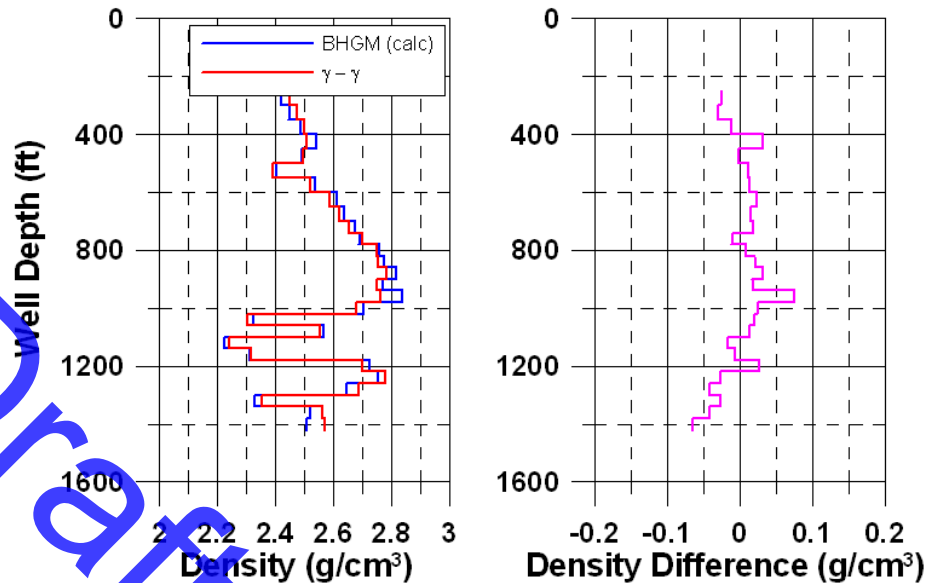 BHGM (calc)
γ – γ
Well Depth (ft)
0
400
800
1200
1600
2 2.2 2.4 2.6 2.8 3
Density (g/cm³)
0
400
800
1200
1600
-0.2 -0.1 0 0.1 0.2
Density Difference (g/cm³)
Draft